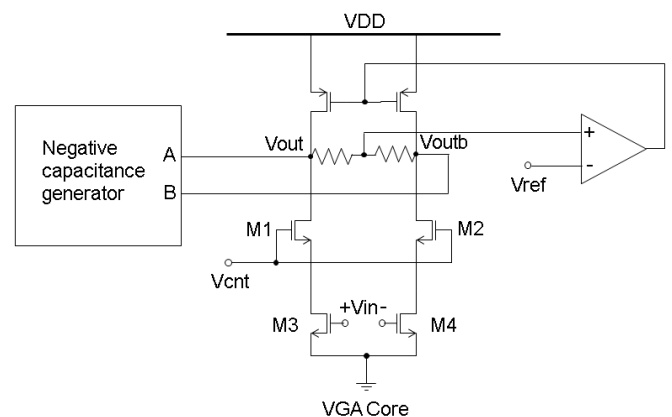 VDD
Negative
capacitance
generator
A
B
Vout
Voutb
+
-
Vref
M1
M2
Vcnt
+Vin-
M3
M4
VGA Core